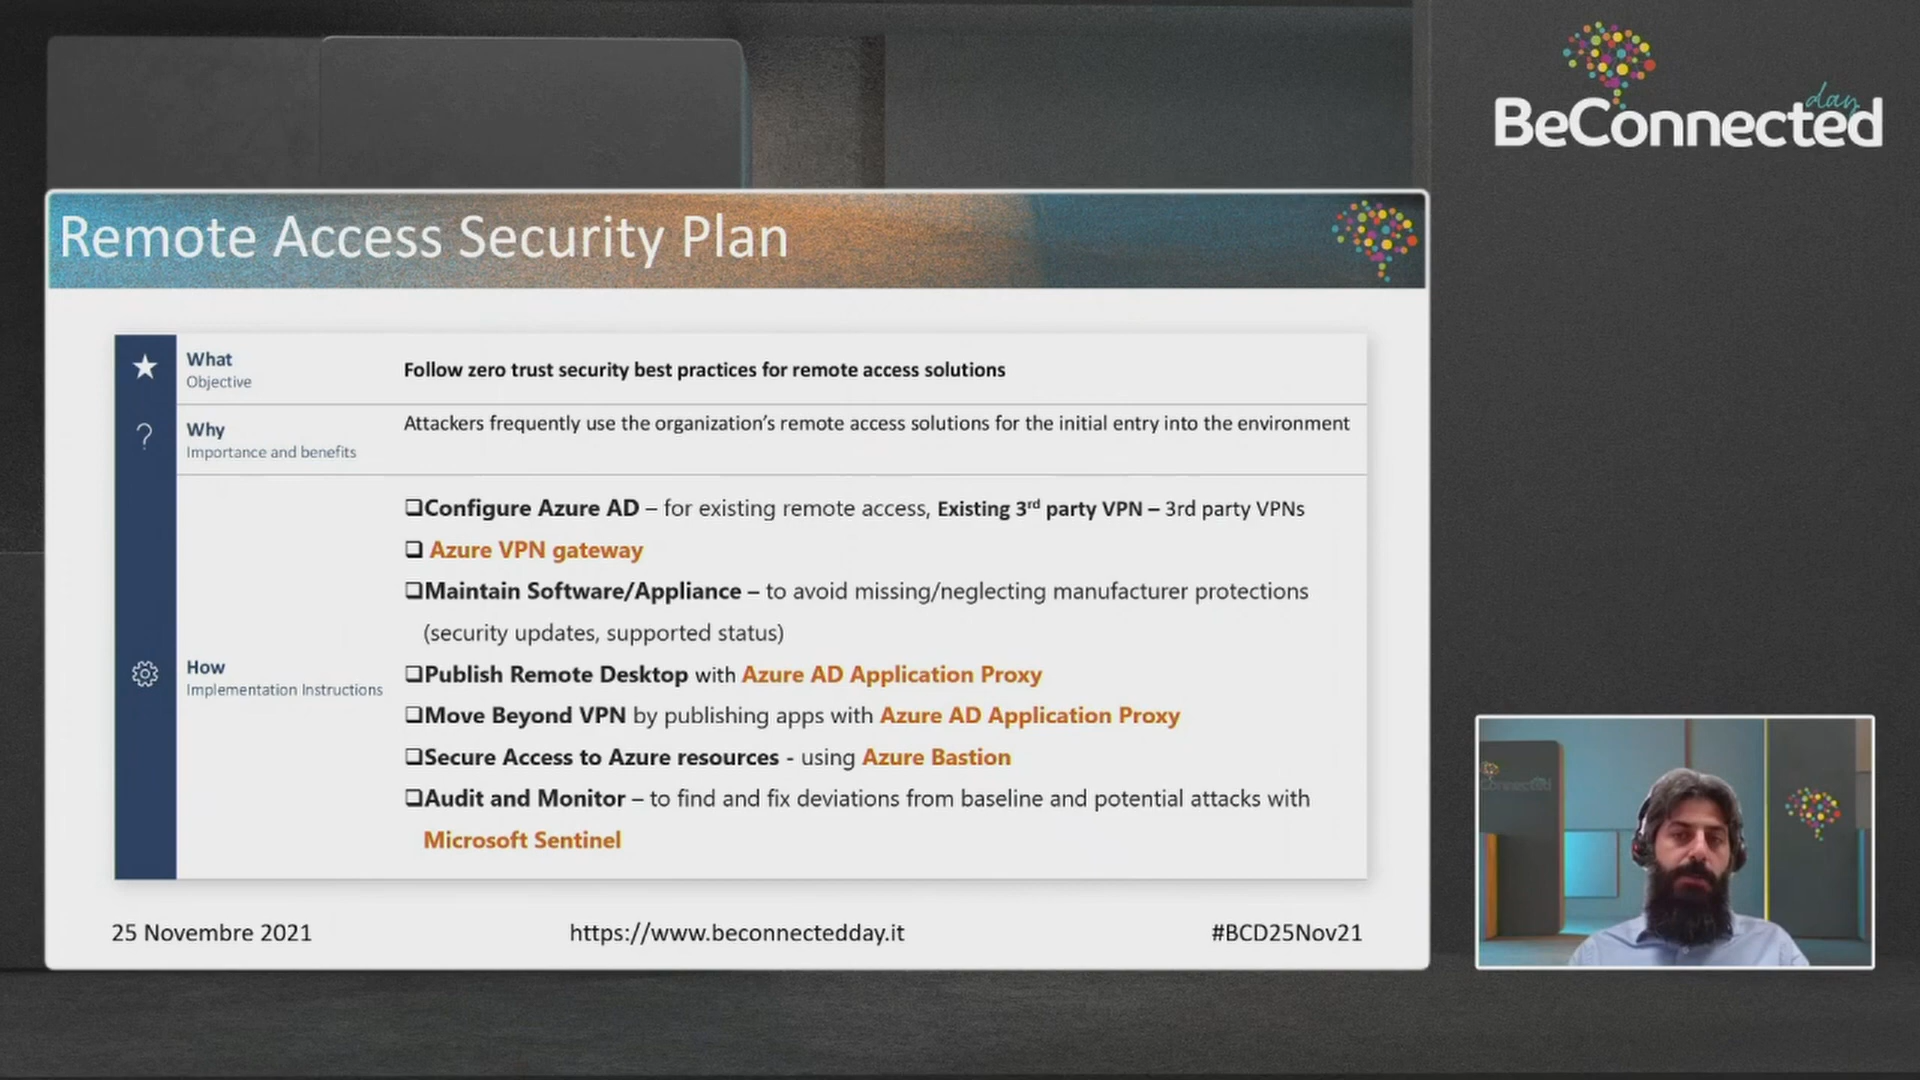 day
BeConnected
Remote Access Security Plan
What
Objective
Follow zero trust security best practices for remote access solutions
Why
Importance and benefits
Attackers frequently use the organization's remote access solutions for the initial entry into the environment
How
Implementation Instructions
❑Configure Azure AD – for existing remote access, Existing 3rd party VPN – 3rd party VPNs
❑ Azure VPN gateway
❑Maintain Software/Appliance – to avoid missing/neglecting manufacturer protections
(security updates, supported status)
❑Publish Remote Desktop with Azure AD Application Proxy
❑Move Beyond VPN by publishing apps with Azure AD Application Proxy
❑Secure Access to Azure resources - using Azure Bastion
❑Audit and Monitor – to find and fix deviations from baseline and potential attacks with
Microsoft Sentinel
25 Novembre 2021
https://www.beconnectedday.it
#BCD25Nov21
Connected